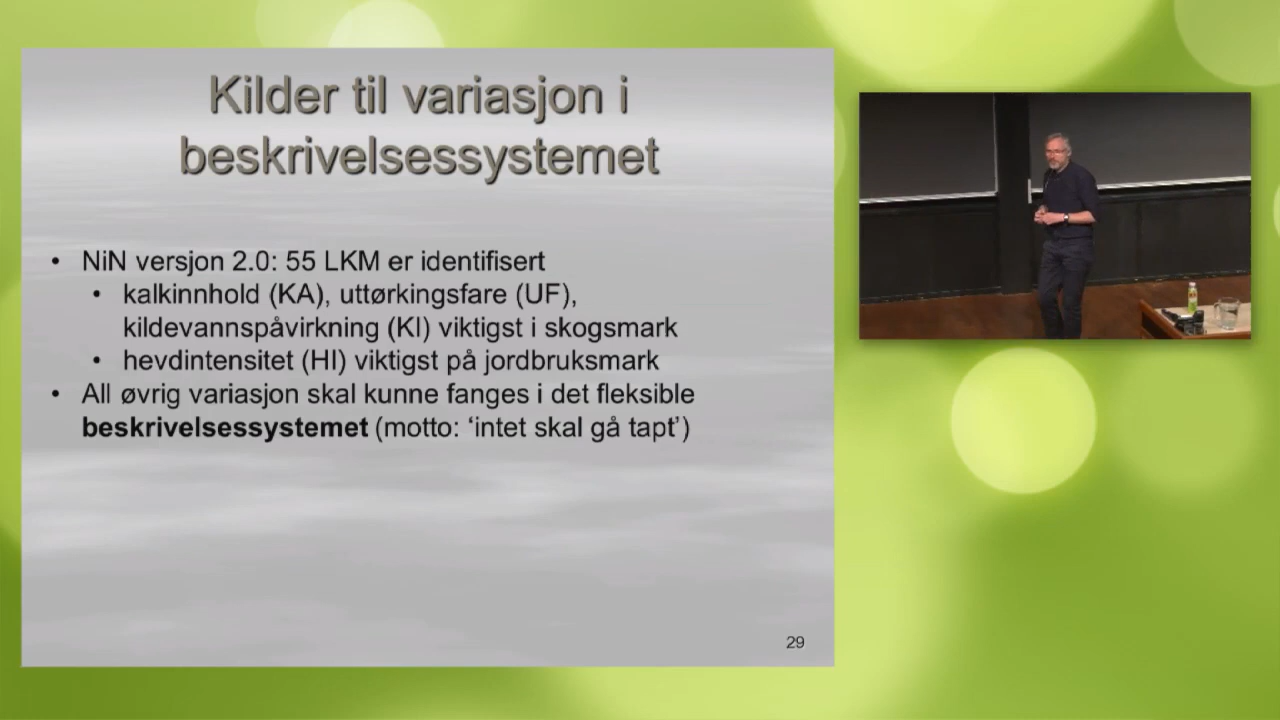 Kilder til variasjon i
beskrivelsessystemet
• NiN versjon 2.0: 55 LKM er identifisert
• kalkinnhold (KA), uttørkingsfare (UF),
kildevannspåvirkning (KI) viktigst i skogsmark
• hevdintensitet (HI) viktigst på jordbruksmark
• All øvrig variasjon skal kunne fanges i det fleksible
beskrivelsessystemet (motto: ‘intet skal gå tapt’)
29